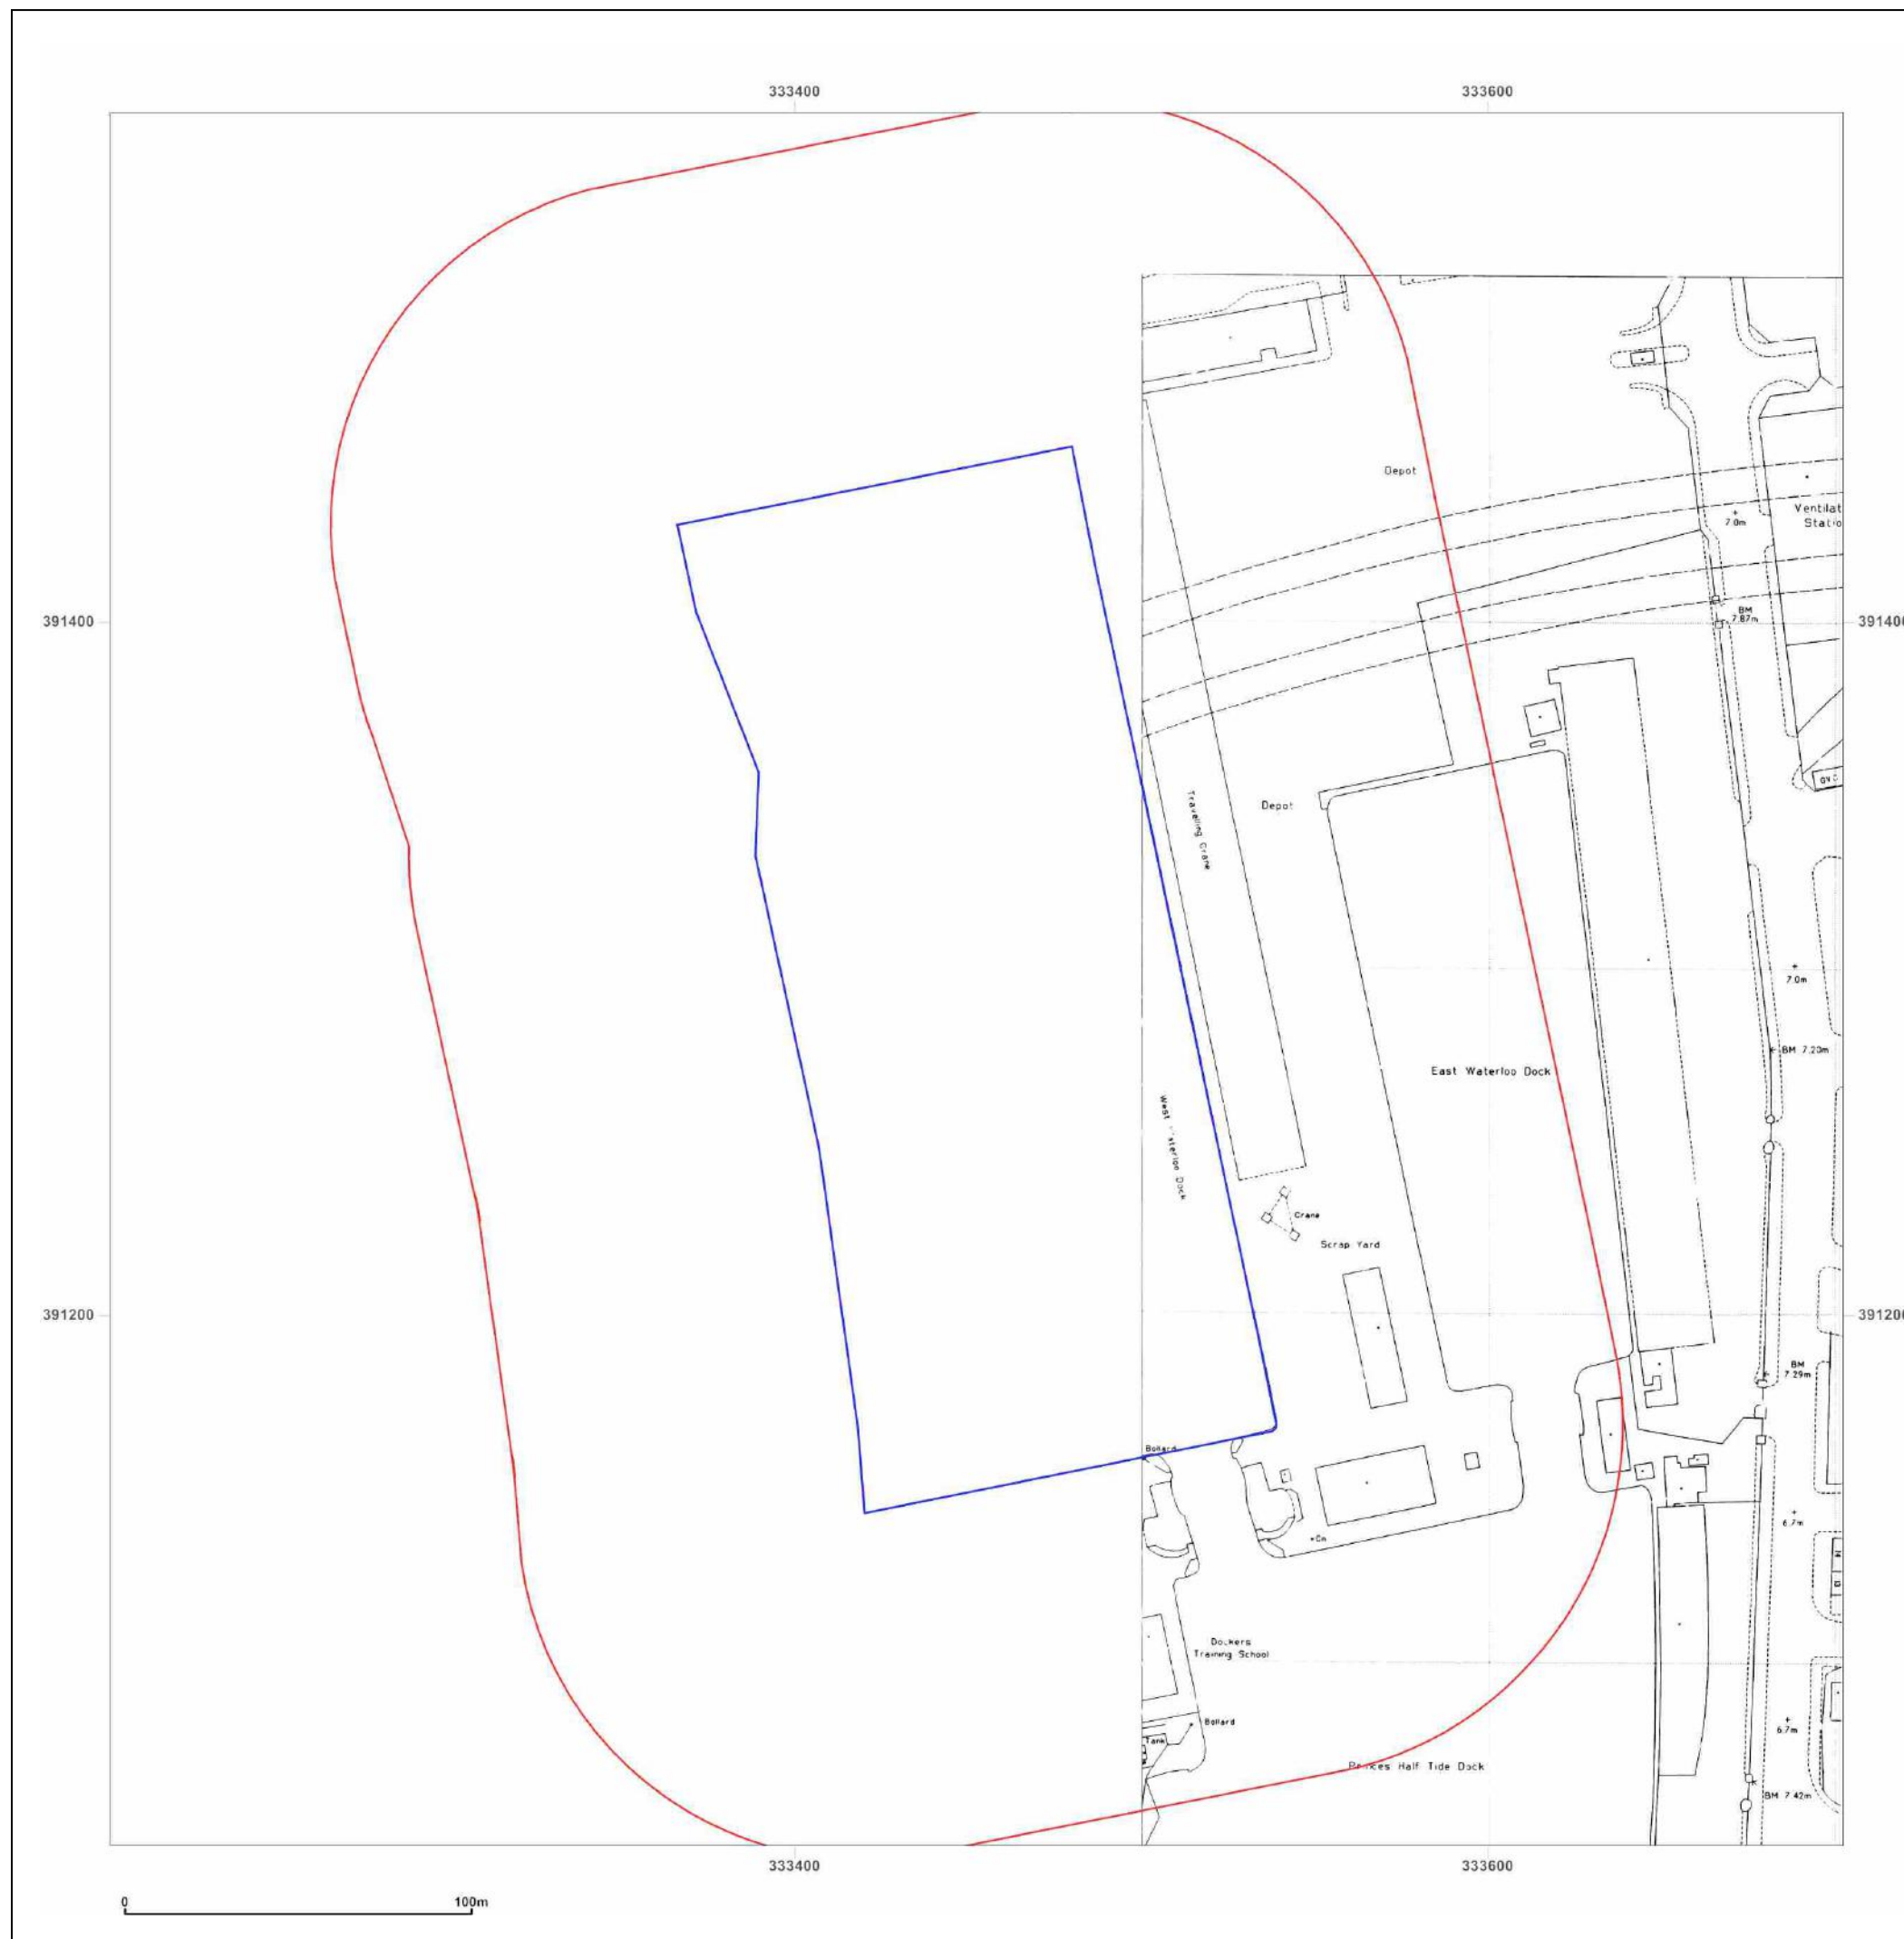 333400
333600
Depot
7.0m
Ventilat
Statio
391400
BM
7.87m
391400
Depot
Travelling Crane
7.0m
East Waterloo Dock
BM 7.20m
West
Dock
Crane
Scrap Yard
391200
391200
BM
7.29m
Bollard
6.7m
Dockers
Training School
Bollard
Tank
6.7m
Princes Half Tide Dock
BM 7.42m
333400
333600
0
100m